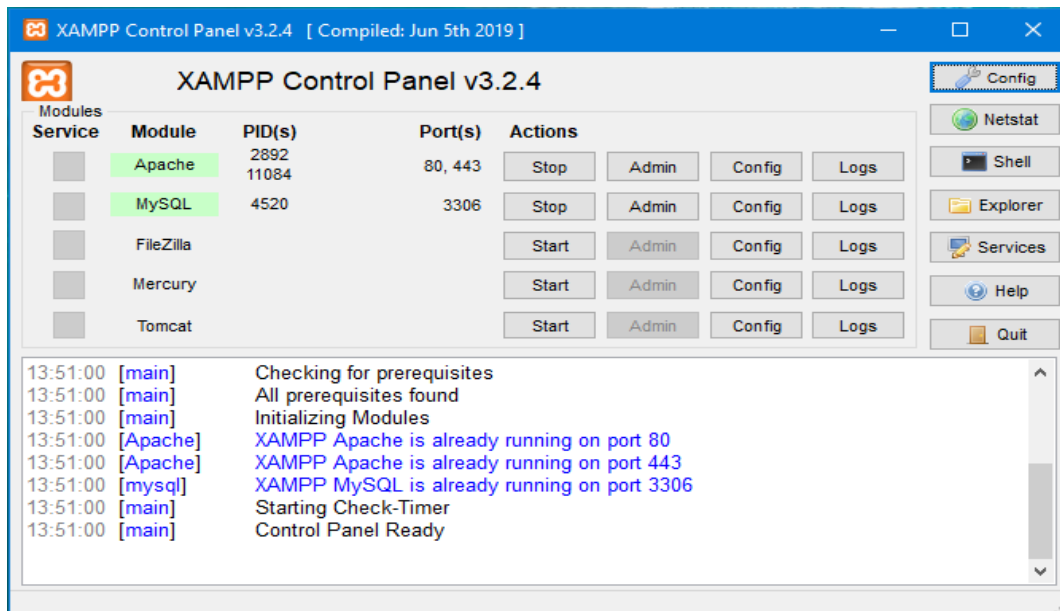 XAMPP Control Panel v3.2.4 [ Compiled: Jun 5th 2019 ]
XAMPP Control Panel v3.2.4
Config
Modules
Service Module PID(s) Port(s) Actions
Netstat
Apache 2892 11084 80, 443 Stop Admin Config Logs
Shell
MySQL 4520 3306 Stop Admin Config Logs
Explorer
FileZilla Start Admin Config Logs
Services
Mercury Start Admin Config Logs
Help
Tomcat Start Admin Config Logs
Quit
13:51:00 [main] Checking for prerequisites
13:51:00 [main] All prerequisites found
13:51:00 [main] Initializing Modules
13:51:00 [Apache] XAMPP Apache is already running on port 80
13:51:00 [Apache] XAMPP Apache is already running on port 443
13:51:00 [mysql] XAMPP MySQL is already running on port 3306
13:51:00 [main] Starting Check-Timer
13:51:00 [main] Control Panel Ready